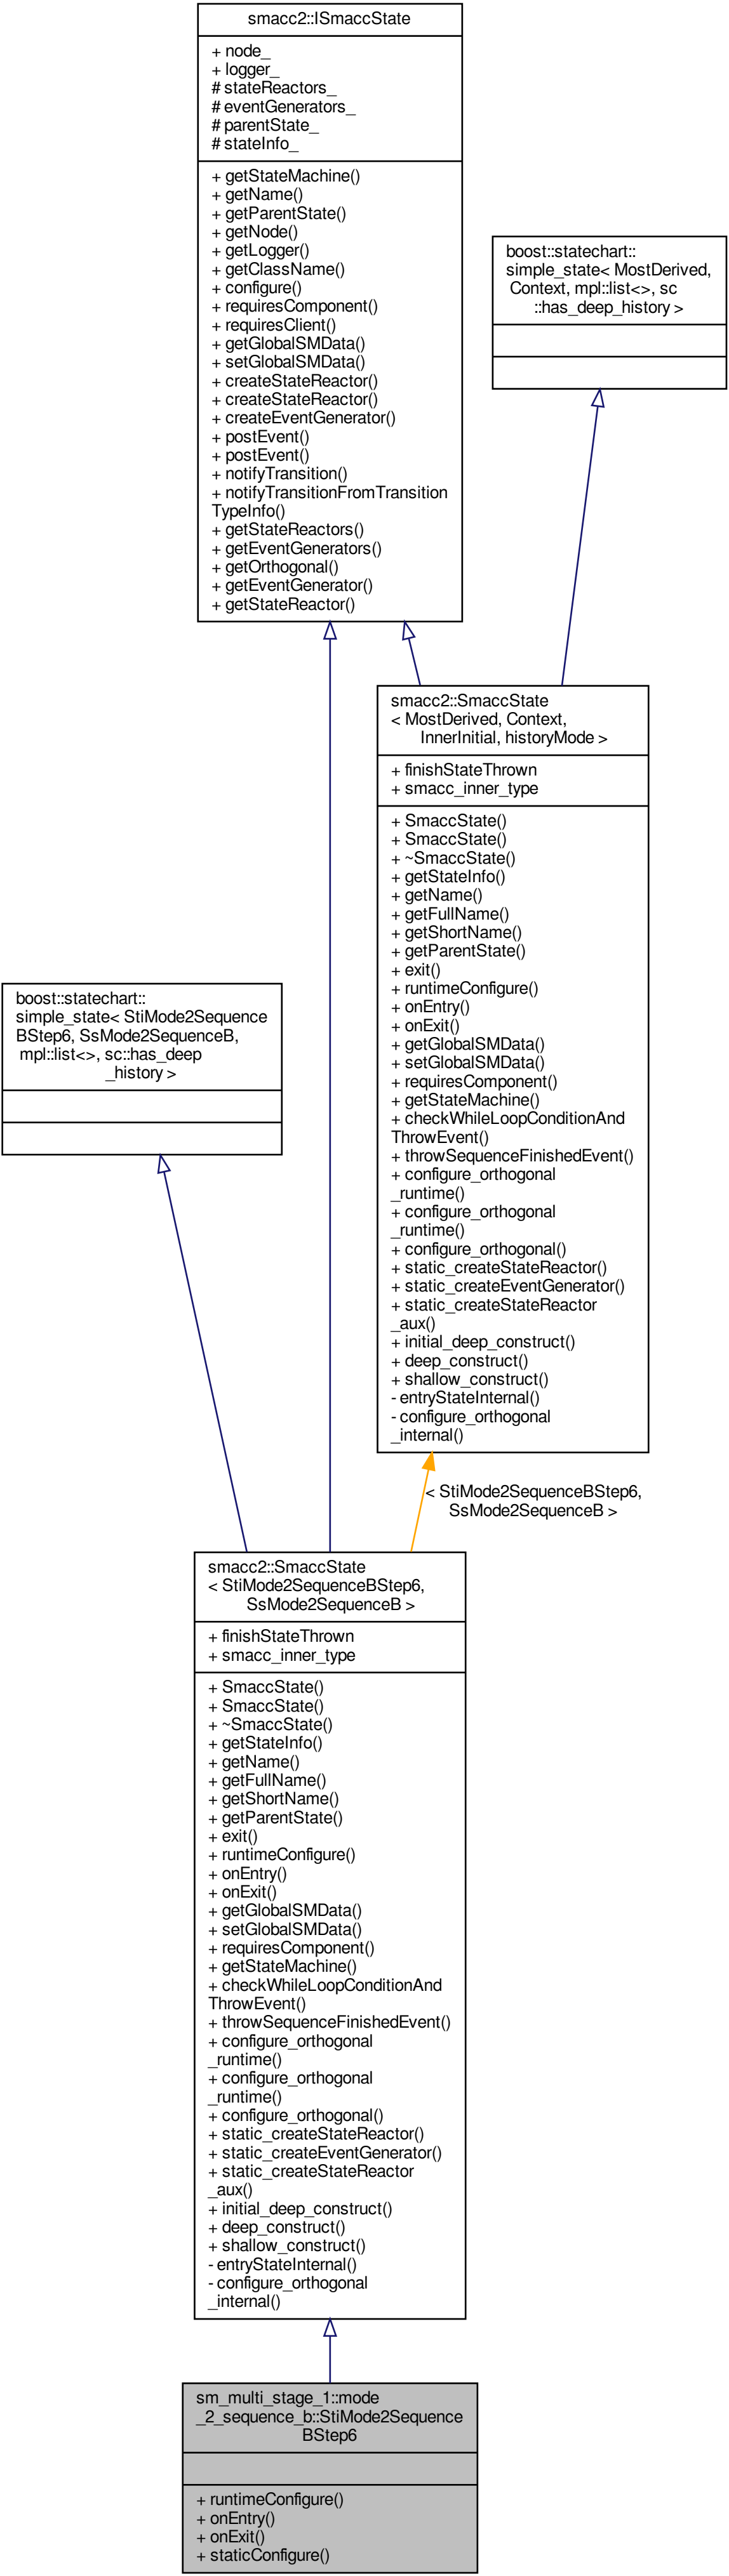 smacc2::ISmaccState
+ node_
+ logger_
# stateReactors_
# eventGenerators_
# parentState_
# stateInfo_
+ getStateMachine()
+ getName()
+ getParentState()
+ getNode()
+ getLogger()
+ getClassName()
+ configure()
+ requiresComponent()
+ requiresClient()
+ getGlobalSMData()
+ setGlobalSMData()
+ createStateReactor()
+ createStateReactor()
+ createEventGenerator()
+ postEvent()
+ postEvent()
+ notifyTransition()
+ notifyTransitionFromTransition
TypeInfo()
+ getStateReactors()
+ getEventGenerators()
+ getOrthogonal()
+ getEventGenerator()
+ getStateReactor()
boost::statechart::
simple_state< MostDerived,
Context, mpl::list<>, sc
::has_deep_history >
smacc2::SmaccState
< MostDerived, Context,
InnerInitial, historyMode >
+ finishStateThrown
+ smacc_inner_type
+ SmaccState()
+ SmaccState()
+ ~SmaccState()
+ getStateInfo()
+ getName()
+ getFullName()
+ getShortName()
+ getParentState()
+ exit()
+ runtimeConfigure()
+ onEntry()
+ onExit()
+ getGlobalSMData()
+ setGlobalSMData()
+ requiresComponent()
+ getStateMachine()
+ checkWhileLoopConditionAnd
ThrowEvent()
+ throwSequenceFinishedEvent()
+ configure_orthogonal
_runtime()
+ configure_orthogonal
_runtime()
+ configure_orthogonal()
+ static_createStateReactor()
+ static_createEventGenerator()
+ static_createStateReactor
_aux()
+ initial_deep_construct()
+ deep_construct()
+ shallow_construct()
- entryStateInternal()
- configure_orthogonal
_internal()
boost::statechart::
simple_state< StiMode2Sequence
BStep6, SsMode2SequenceB,
mpl::list<>, sc::has_deep
_history >
< StiMode2SequenceBStep6,
SsMode2SequenceB >
smacc2::SmaccState
< StiMode2SequenceBStep6,
SsMode2SequenceB >
+ finishStateThrown
+ smacc_inner_type
+ SmaccState()
+ SmaccState()
+ ~SmaccState()
+ getStateInfo()
+ getName()
+ getFullName()
+ getShortName()
+ getParentState()
+ exit()
+ runtimeConfigure()
+ onEntry()
+ onExit()
+ getGlobalSMData()
+ setGlobalSMData()
+ requiresComponent()
+ getStateMachine()
+ checkWhileLoopConditionAnd
ThrowEvent()
+ throwSequenceFinishedEvent()
+ configure_orthogonal
_runtime()
+ configure_orthogonal
_runtime()
+ configure_orthogonal()
+ static_createStateReactor()
+ static_createEventGenerator()
+ static_createStateReactor
_aux()
+ initial_deep_construct()
+ deep_construct()
+ shallow_construct()
- entryStateInternal()
- configure_orthogonal
_internal()
sm_multi_stage_1::mode
_2_sequence_b::StiMode2Sequence
BStep6
+ runtimeConfigure()
+ onEntry()
+ onExit()
+ staticConfigure()